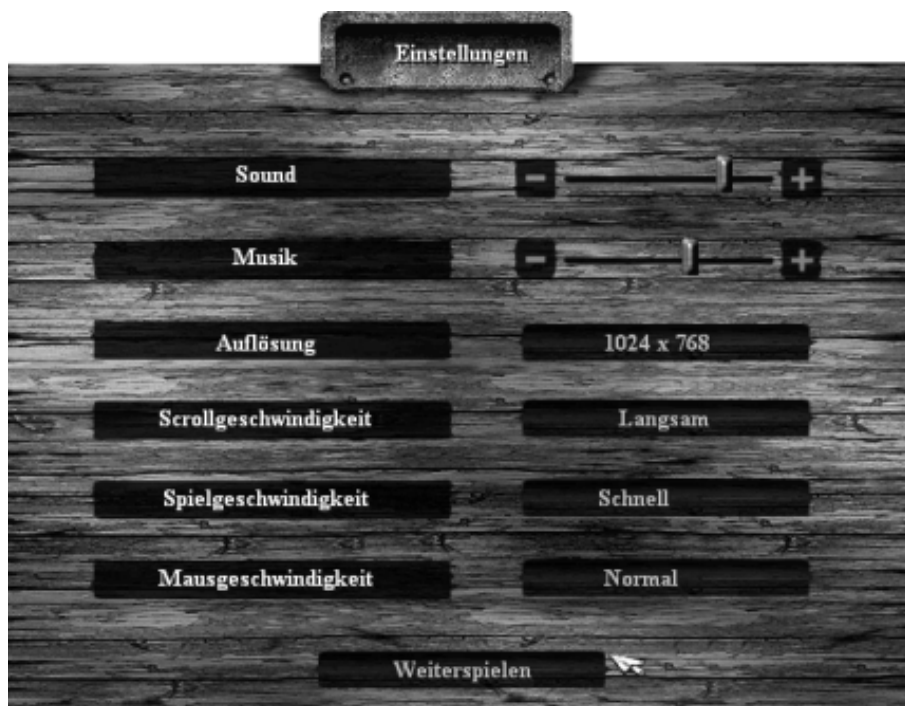 Einstellungen
Sound
- +
Musik
- +
Auflösung 1024 x 768
Scrollgeschwindigkeit Langsam
Spielgeschwindigkeit Schnell
Mausgeschwindigkeit Normal
Weiterspielen